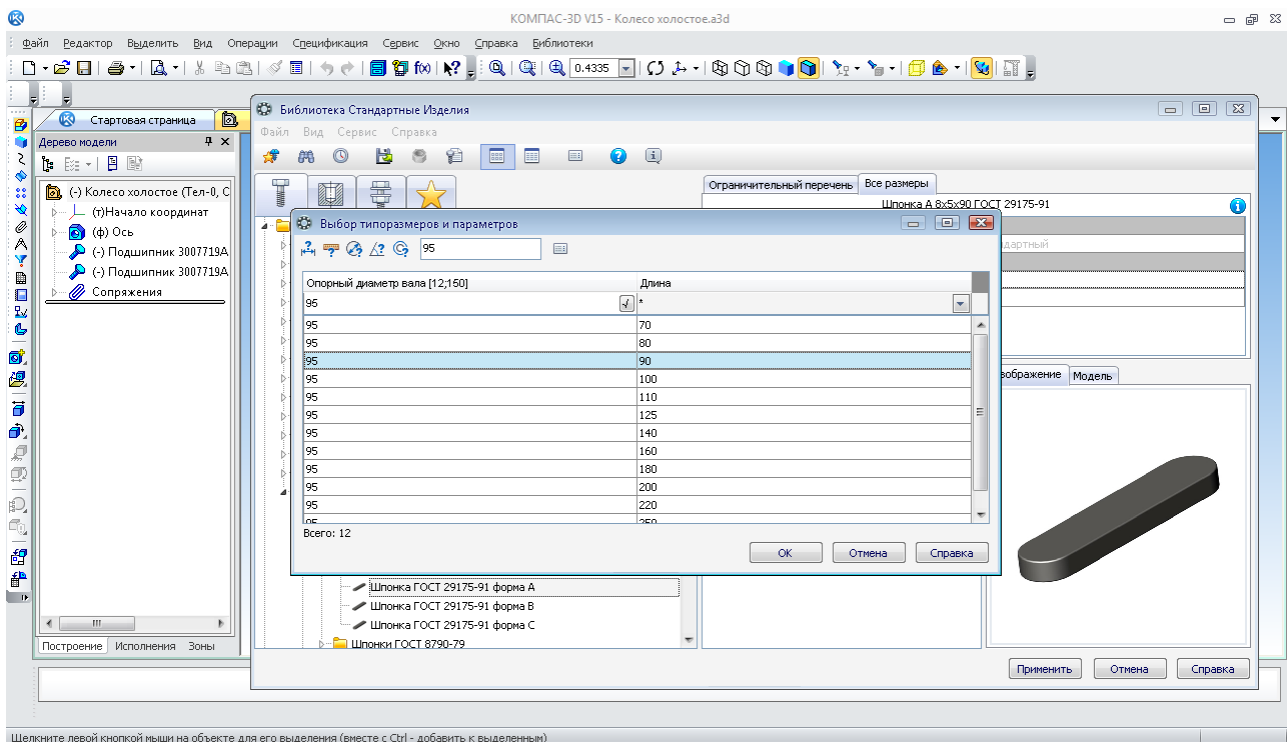 КОМПАС-3D V15 - Колесо холостое.a3d
Файл Редактор Выделить Вид Операции Спецификация Сервис Окно Справка Библиотеки
0.4335
f(x)
Стартовая страница
Дерево модели
(-) Колесо холостое (Тел-0, С
(т)Начало координат
(ф) Ось
(-) Подшипник 3007719А
(-) Подшипник 3007719А
Сопряжения
Построение Исполнения Зоны
Библиотека Стандартные Изделия
Файл Вид Сервис Справка
Ограничительный перечень Все размеры
Шпонка А 8x5x90 ГОСТ 29175-91
дартный
Выбор типоразмеров и параметров
95
Опорный диаметр вала [12;150] Длина
95 *
95 70
95 80
95 90
95 100
95 110
95 125
95 140
95 160
95 180
95 200
95 220
95 250
Всего: 12
ОК Отмена Справка
зображение Модель
Шпонка ГОСТ 29175-91 форма А
Шпонка ГОСТ 29175-91 форма В
Шпонка ГОСТ 29175-91 форма С
Шпонки ГОСТ 8790-79
Применить Отмена Справка
Щелкните левой кнопкой мыши на объекте для его выделения (вместе с Ctrl - добавить к выделенным)